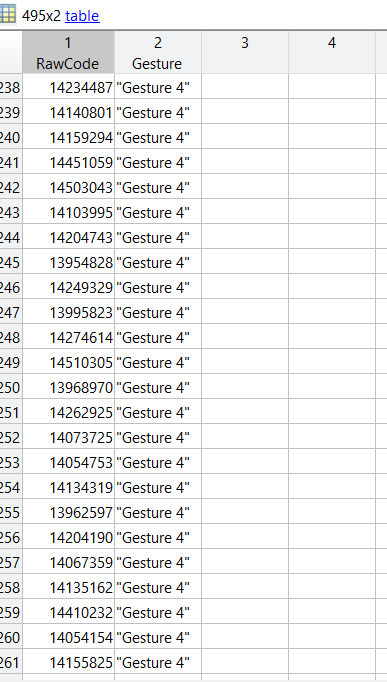 495x2 table
1 2 3 4
RawCode Gesture
238 14234487 "Gesture 4"
239 14140801 "Gesture 4"
240 14159294 "Gesture 4"
241 14451059 "Gesture 4"
242 14503043 "Gesture 4"
243 14103995 "Gesture 4"
244 14204743 "Gesture 4"
245 13954828 "Gesture 4"
246 14249329 "Gesture 4"
247 13995823 "Gesture 4"
248 14274614 "Gesture 4"
249 14510305 "Gesture 4"
250 13968970 "Gesture 4"
251 14262925 "Gesture 4"
252 14073725 "Gesture 4"
253 14054753 "Gesture 4"
254 14134319 "Gesture 4"
255 13962597 "Gesture 4"
256 14204190 "Gesture 4"
257 14067359 "Gesture 4"
258 14135162 "Gesture 4"
259 14410232 "Gesture 4"
260 14054154 "Gesture 4"
261 14155825 "Gesture 4"